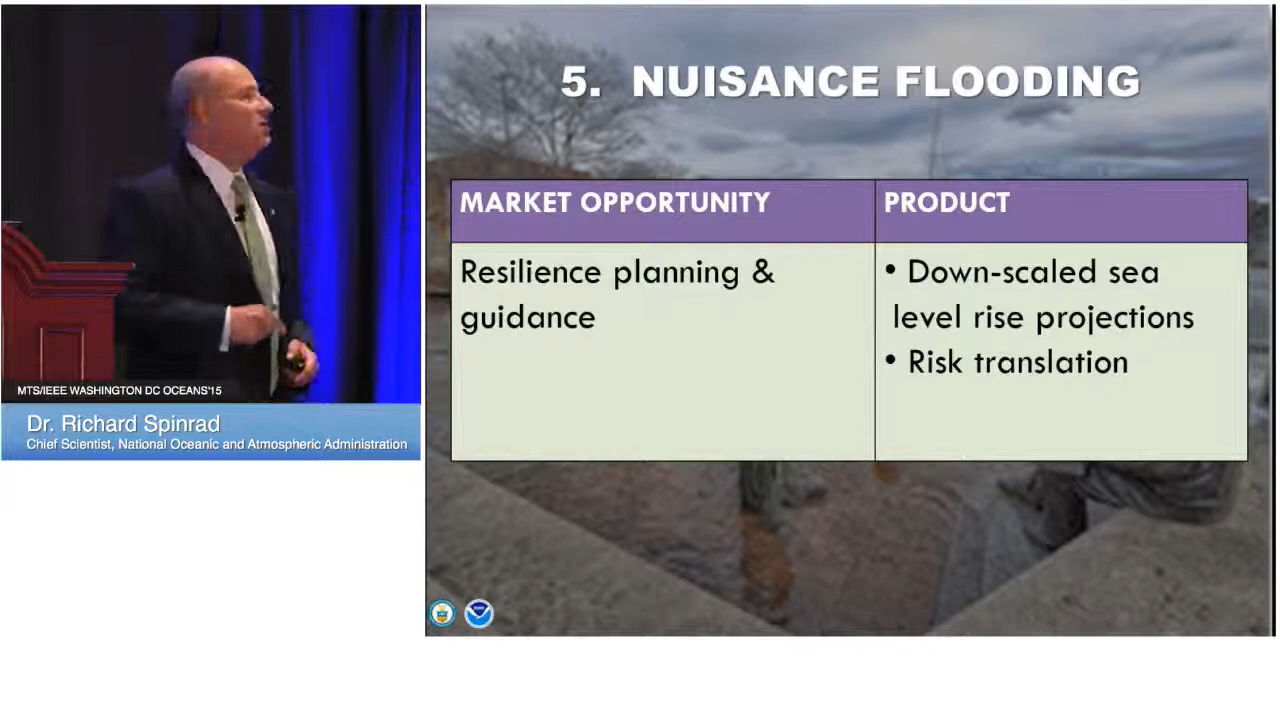 5. NUISANCE FLOODING
MARKET OPPORTUNITY
PRODUCT
Resilience planning &
guidance
• Down-scaled sea
level rise projections
• Risk translation
MTS/IEEE WASHINGTON DC OCEANS'15
Dr. Richard Spinrad
Chief Scientist, National Oceanic and Atmospheric Administration